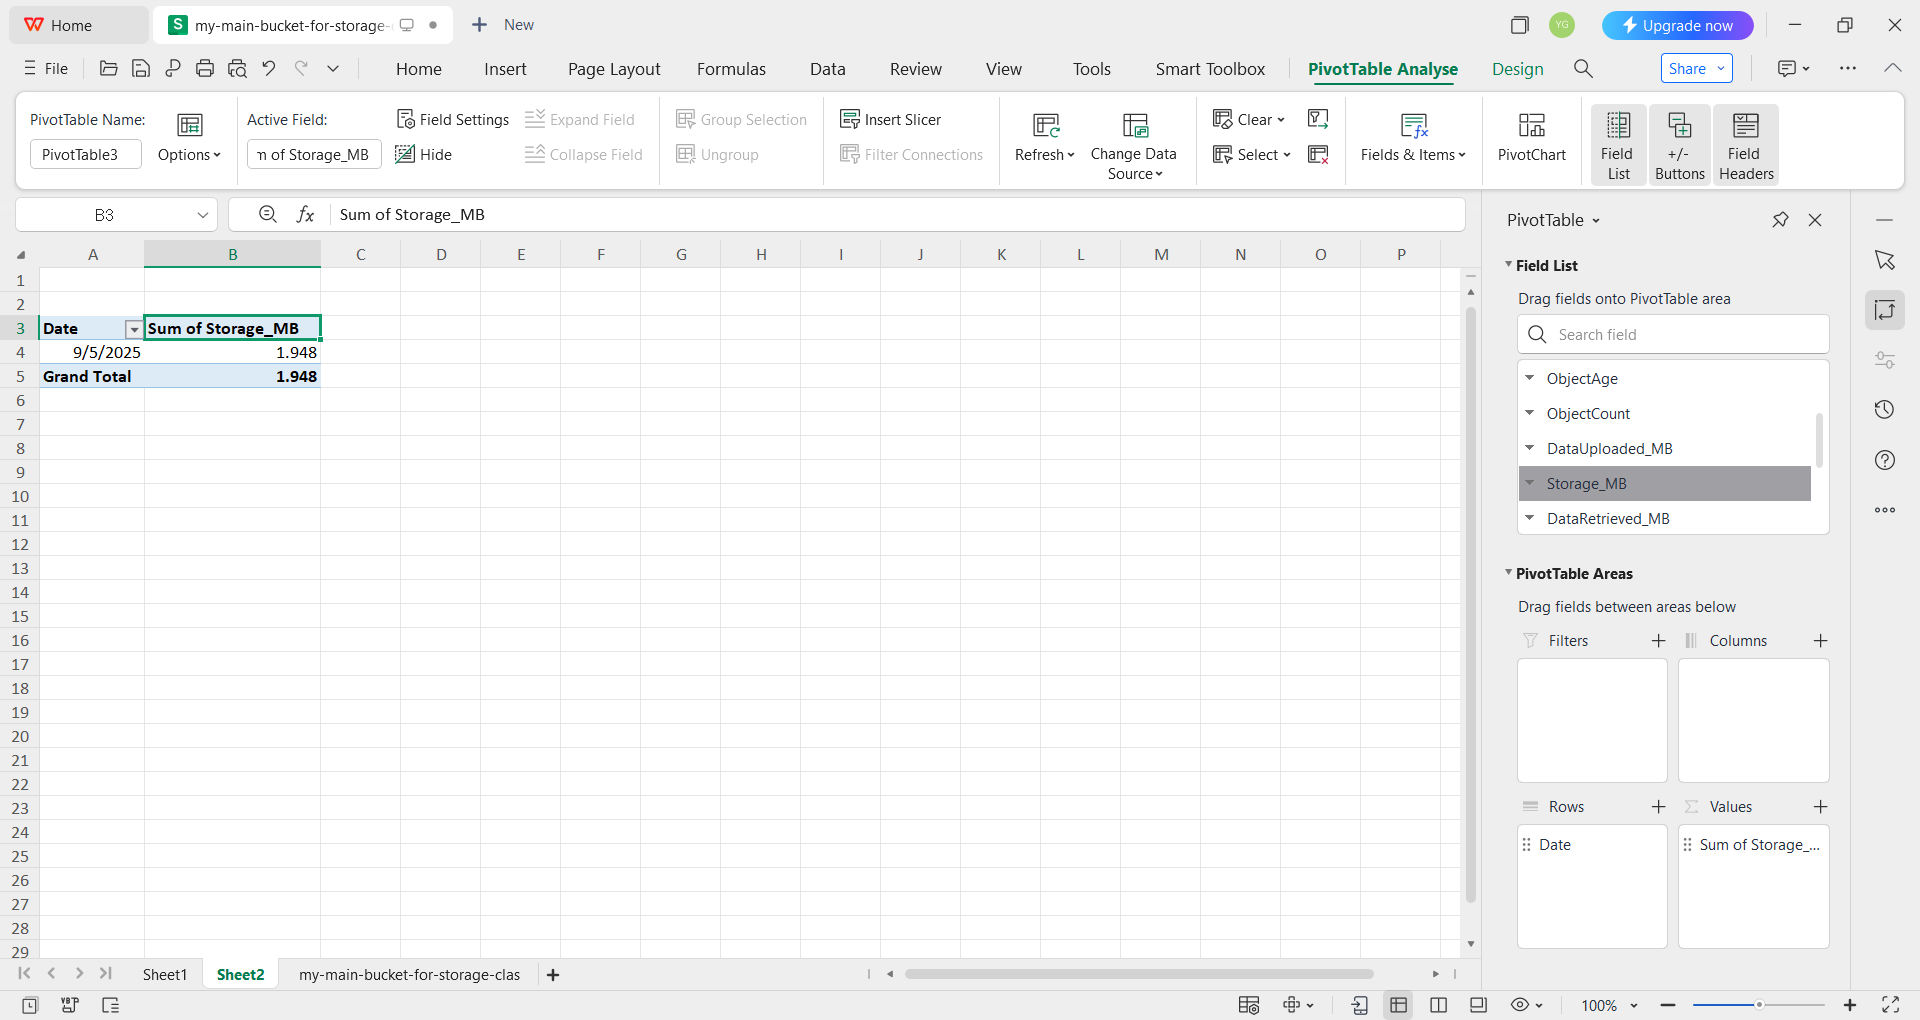 Home
my-main-bucket-for-storage-
New
YG
Upgrade now
File
Home
Insert
Page Layout
Formulas
Data
Review
View
Tools
Smart Toolbox
PivotTable Analyse
Design
Share
PivotTable Name:
PivotTable3
Options
Active Field:
m of Storage_MB
Field Settings
Hide
Expand Field
Collapse Field
Group Selection
Ungroup
Insert Slicer
Filter Connections
Refresh
Change Data
Source
Clear
Select
Fields & Items
PivotChart
Field
List
+/-
Buttons
Field
Headers
B3
fx
Sum of Storage_MB
A B C D E F G H I J K L M N O P
1
2
3 Date Sum of Storage_MB
4 9/5/2025 1.948
5 Grand Total 1.948
6
7
8
9
10
11
12
13
14
15
16
17
18
19
20
21
22
23
24
25
26
27
28
29
PivotTable
Field List
Drag fields onto PivotTable area
Search field
ObjectAge
ObjectCount
DataUploaded_MB
Storage_MB
DataRetrieved_MB
PivotTable Areas
Drag fields between areas below
Filters
Columns
Rows
Values
Date
Sum of Storage_...
Sheet1
Sheet2
my-main-bucket-for-storage-clas
100%